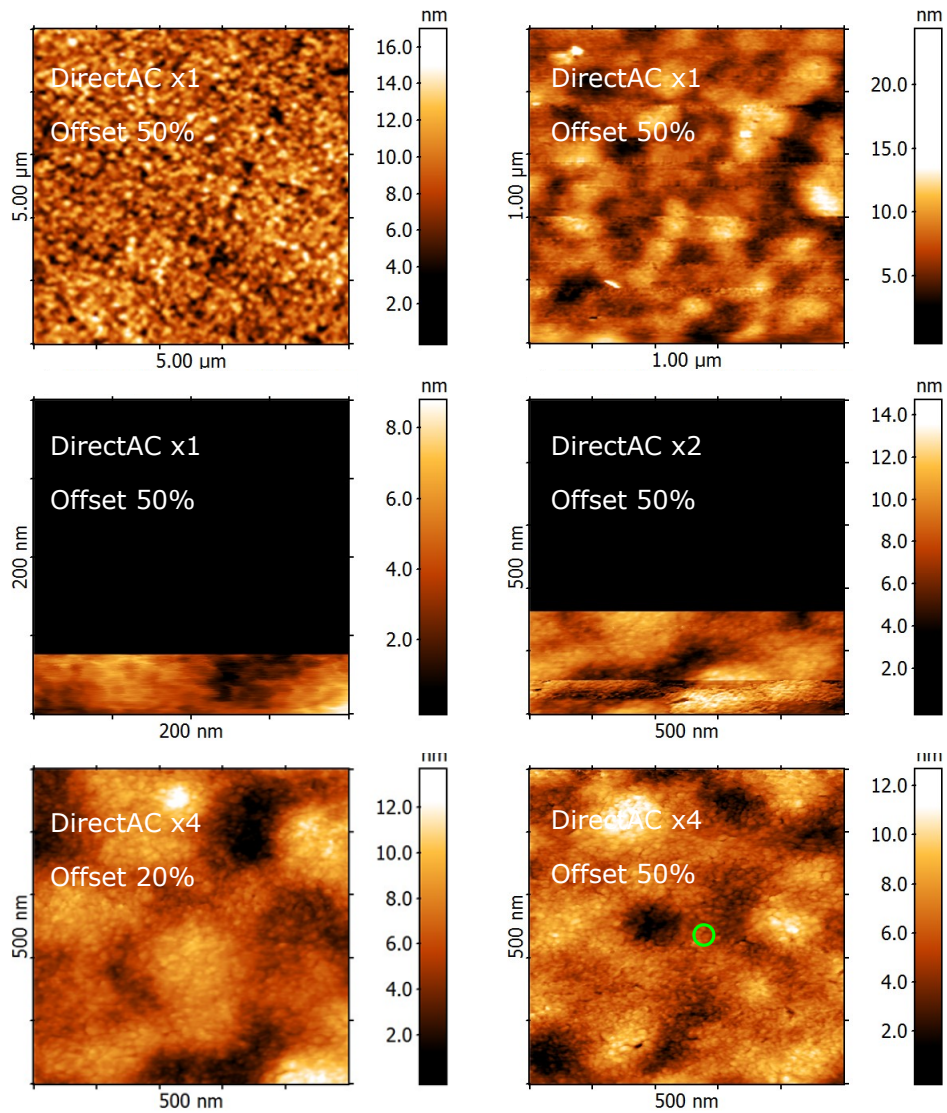 nm
16.0
DirectAC x1
14.0
Offset 50%
12.0
10.0
5.00 µm
8.0
6.0
4.0
2.0
5.00 µm
nm
DirectAC x1
20.0
Offset 50%
15.0
1.00 µm
10.0
5.0
1.00 µm
nm
8.0
DirectAC x1
Offset 50%
6.0
200 nm
4.0
2.0
200 nm
nm
14.0
DirectAC x2
12.0
Offset 50%
10.0
500 nm
8.0
6.0
4.0
2.0
500 nm
nm
12.0
DirectAC x4
10.0
Offset 20%
8.0
500 nm
6.0
4.0
2.0
500 nm
nm
12.0
DirectAC x4
10.0
Offset 50%
8.0
500 nm
6.0
4.0
2.0
500 nm